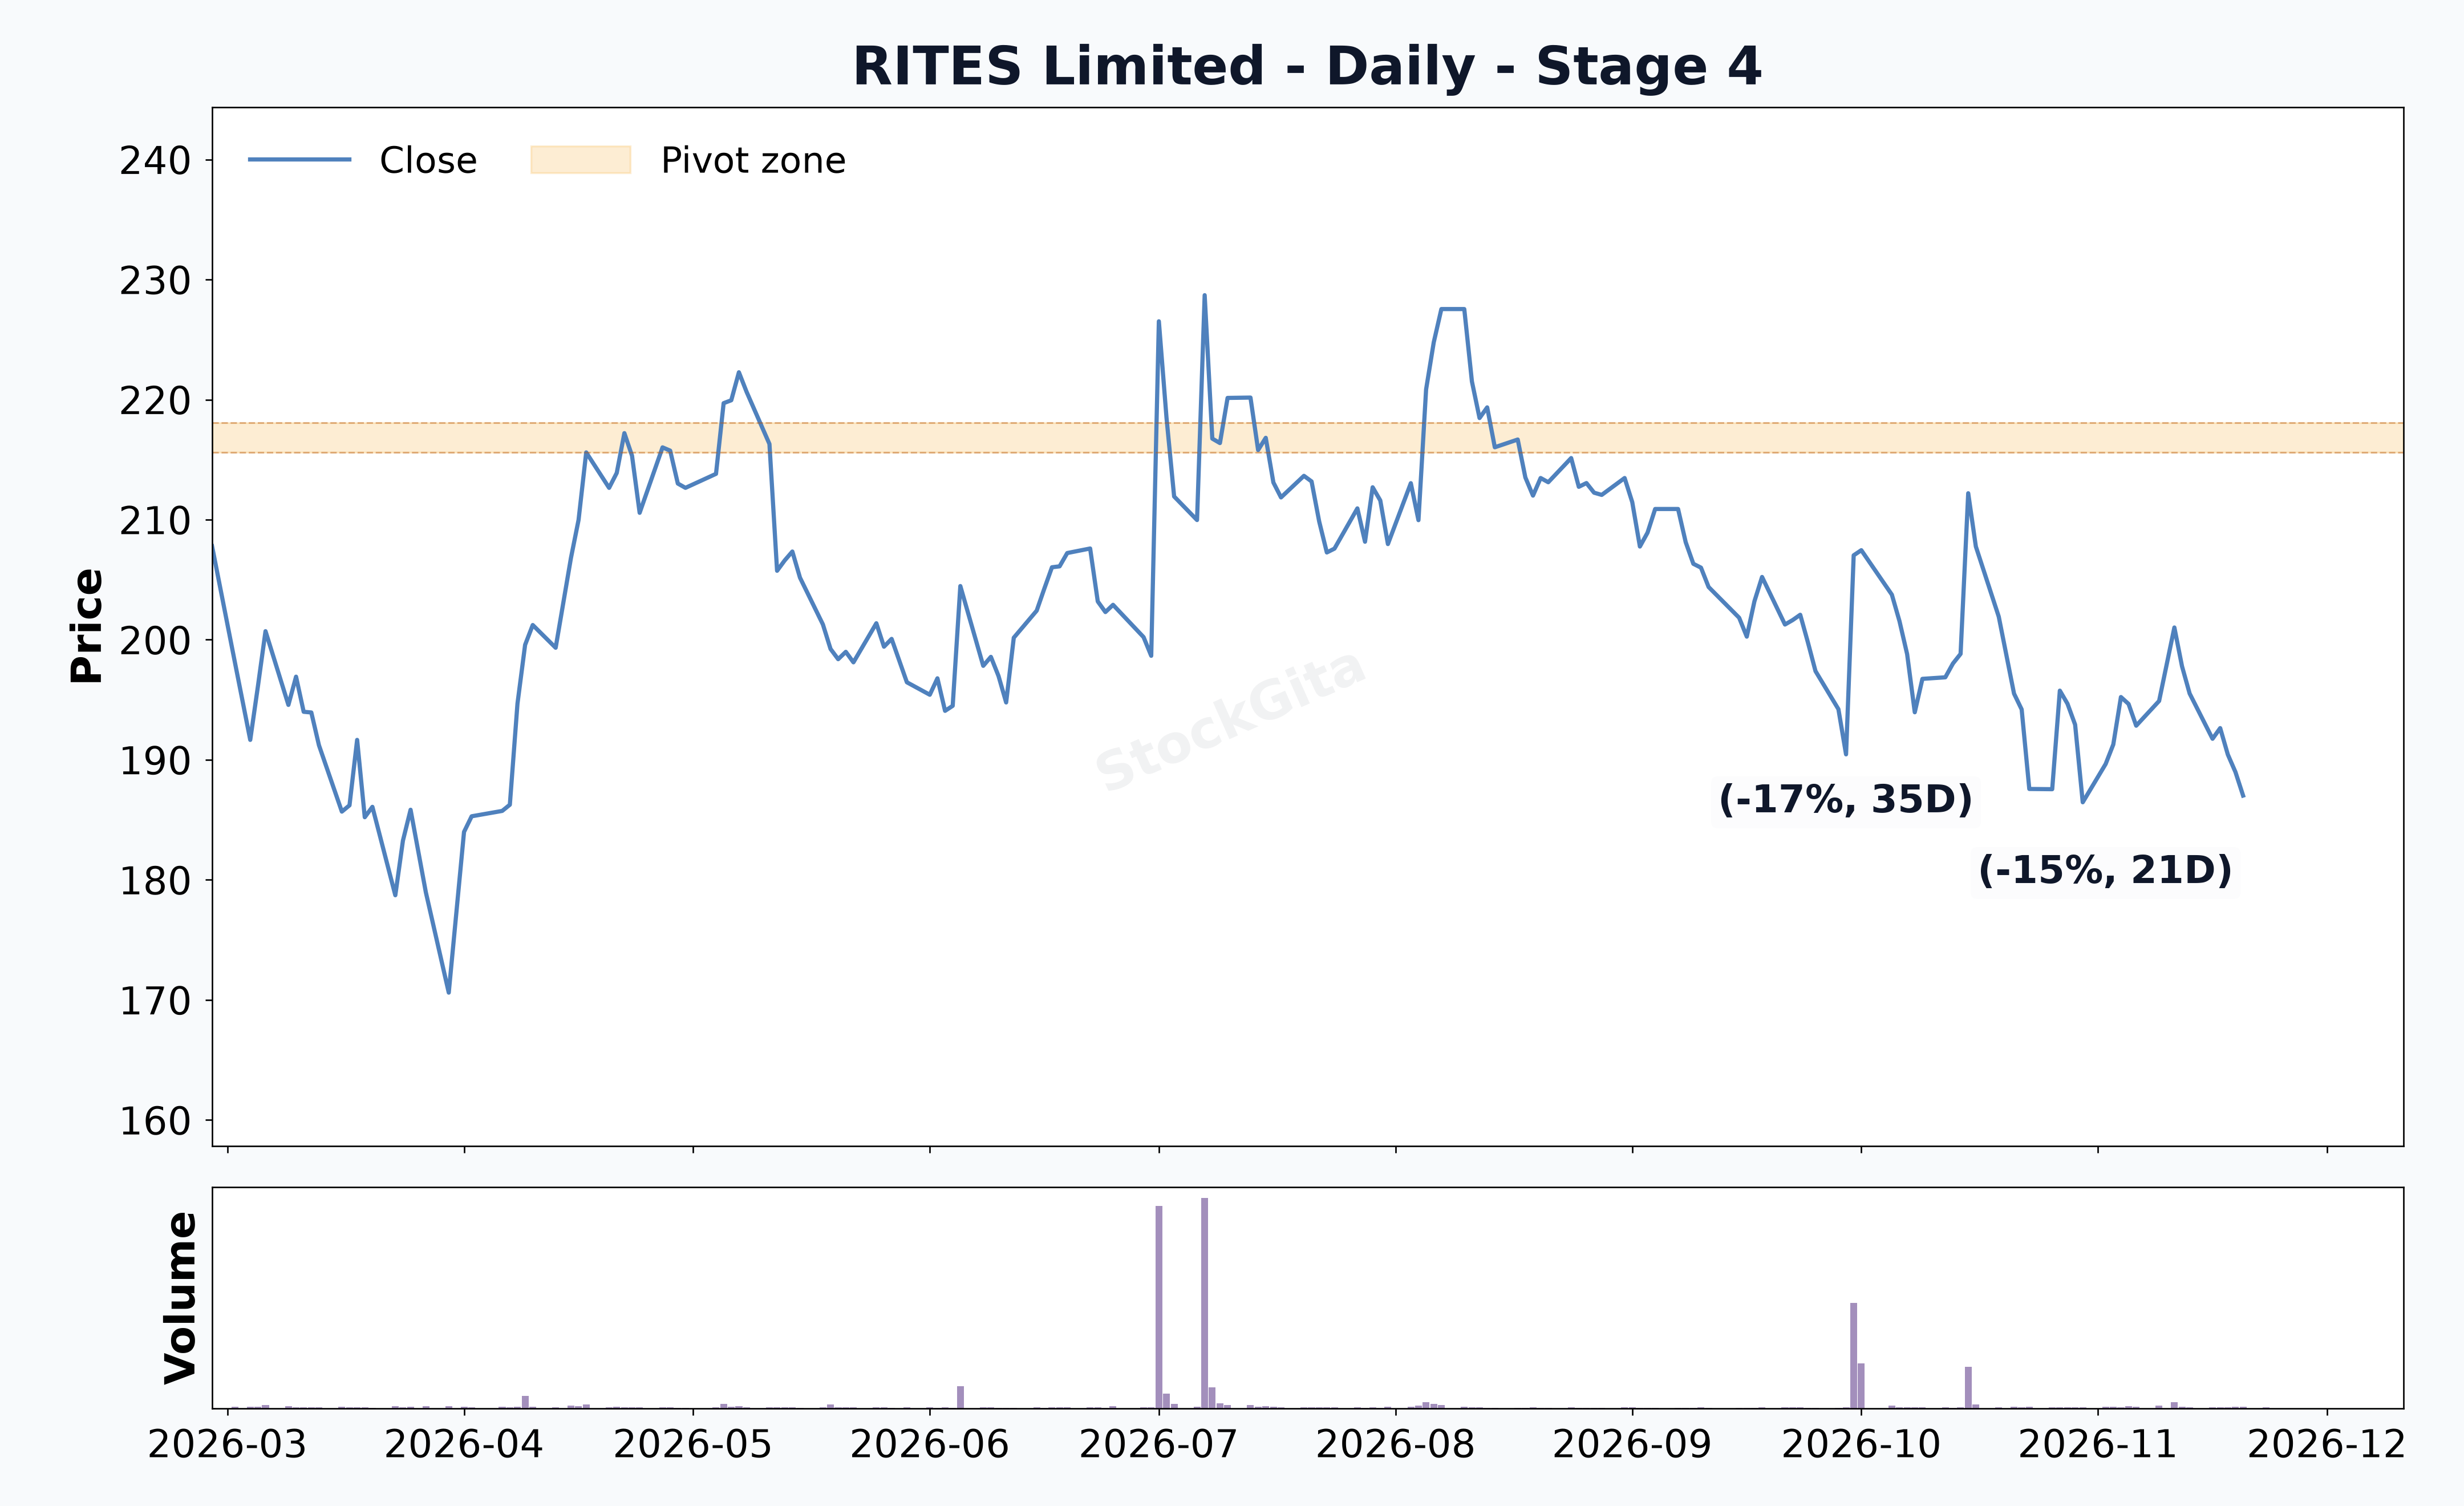 RITES Limited - Daily - Stage 4
Close
Pivot zone
240
230
220
210
200
190
180
170
160
Price
StockGita
(-17%, 35D)
(-15%, 21D)
Volume
2026-03
2026-04
2026-05
2026-06
2026-07
2026-08
2026-09
2026-10
2026-11
2026-12